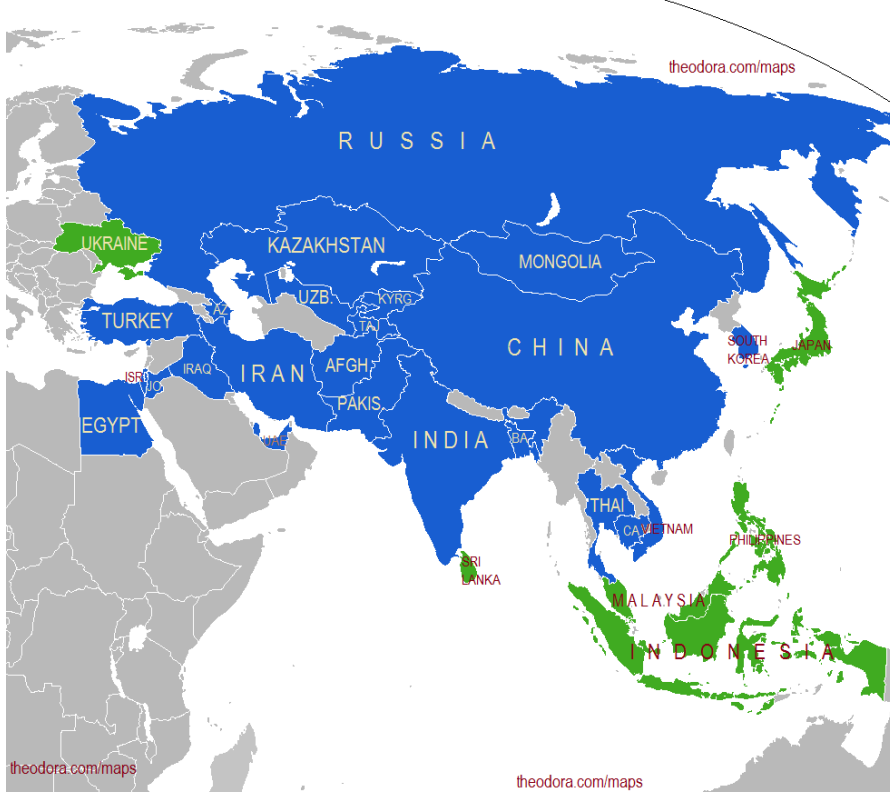 theodora.com/maps
RUSSIA
UKRAINE
KAZAKHSTAN
MONGOLIA
UZB.
KYRG
AZ
TAJ
TURKEY
CHINA
SOUTH
KOREA
JAPAN
ISR
JO
IRAQ
IRAN
AFGH.
PAKIS.
EGYPT
UAE
INDIA
BA.
THAI
CA
VIETNAM
PHILIPPINES
SRI
LANKA
MALAYSIA
INDONESIA
theodora.com/maps
theodora.com/maps